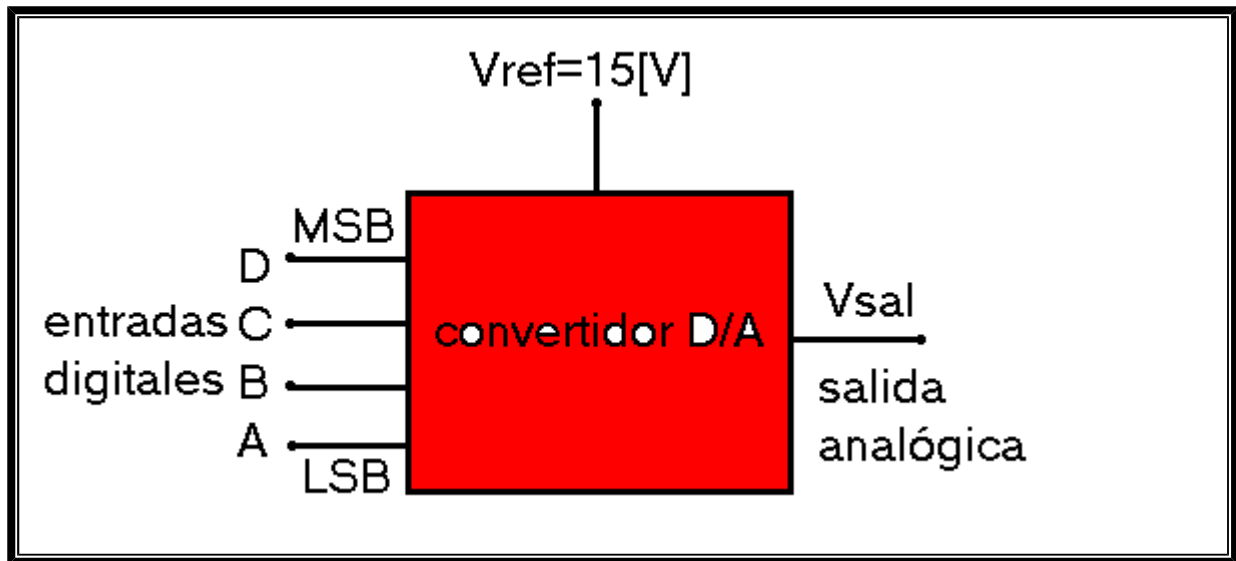 Vref=15[V]
MSB
D
entradas C
digitales B
A
LSB
convertidor D/A
Vsal
salida
analógica